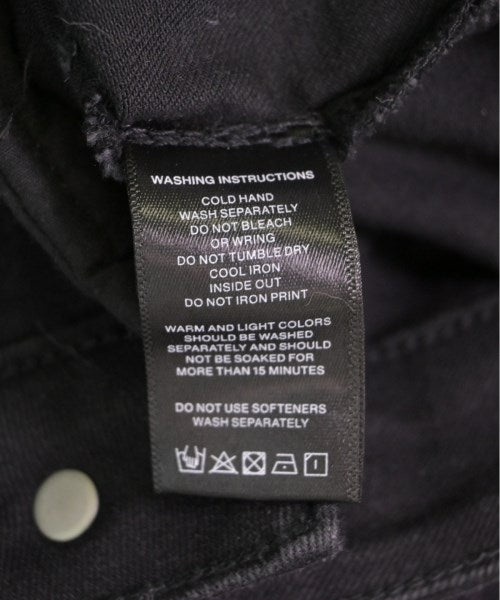 WASHING INSTRUCTIONS
COLD HAND
WASH SEPARATELY
DO NOT BLEACH
OR WRING
DO NOT TUMBLE DRY
COOL IRON
INSIDE OUT
DO NOT IRON PRINT
WARM AND LIGHT COLORS
SHOULD BE WASHED
SEPARATELY AND SHOULD
NOT BE SOAKED FOR
MORE THAN 15 MINUTES
DO NOT USE SOFTENERS
WASH SEPARATELY